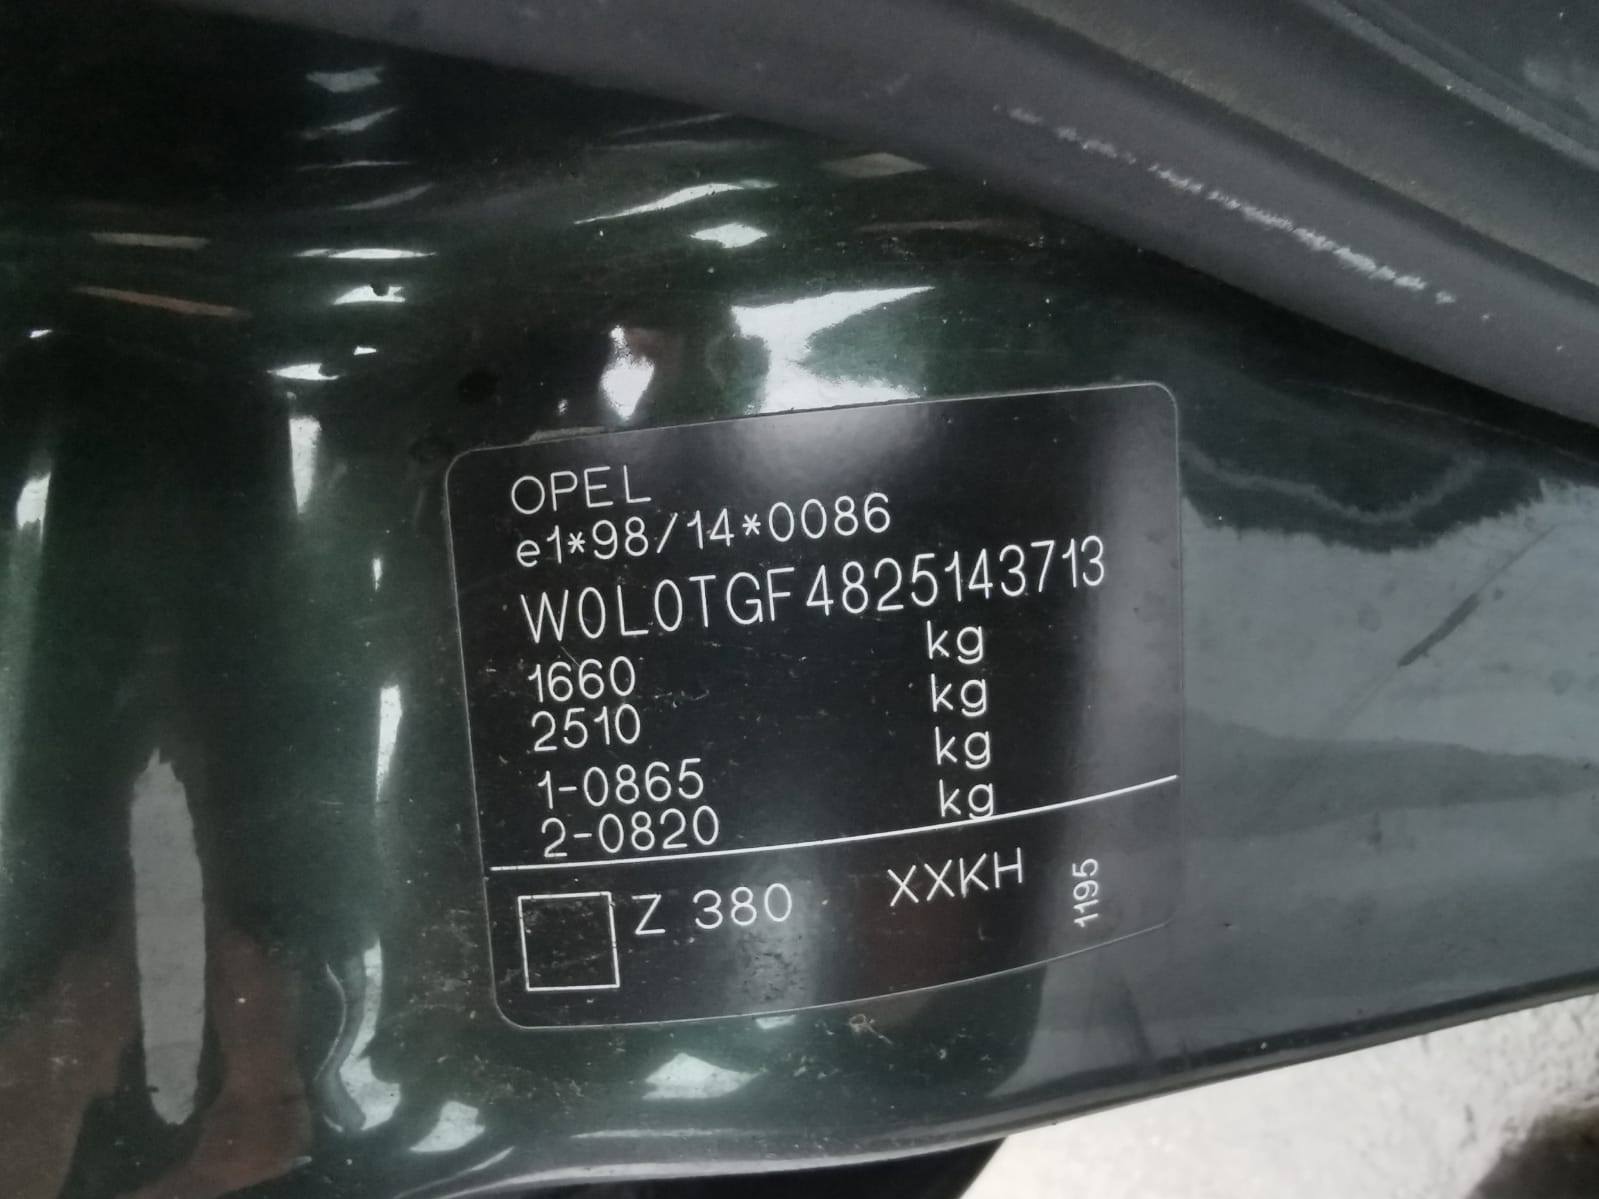 OPEL
e1*98/14*0086
W0L0TGF4825143713
kg
1660 kg
2510 kg
1-0865 kg
2-0820
Z 380 XXKH 1195